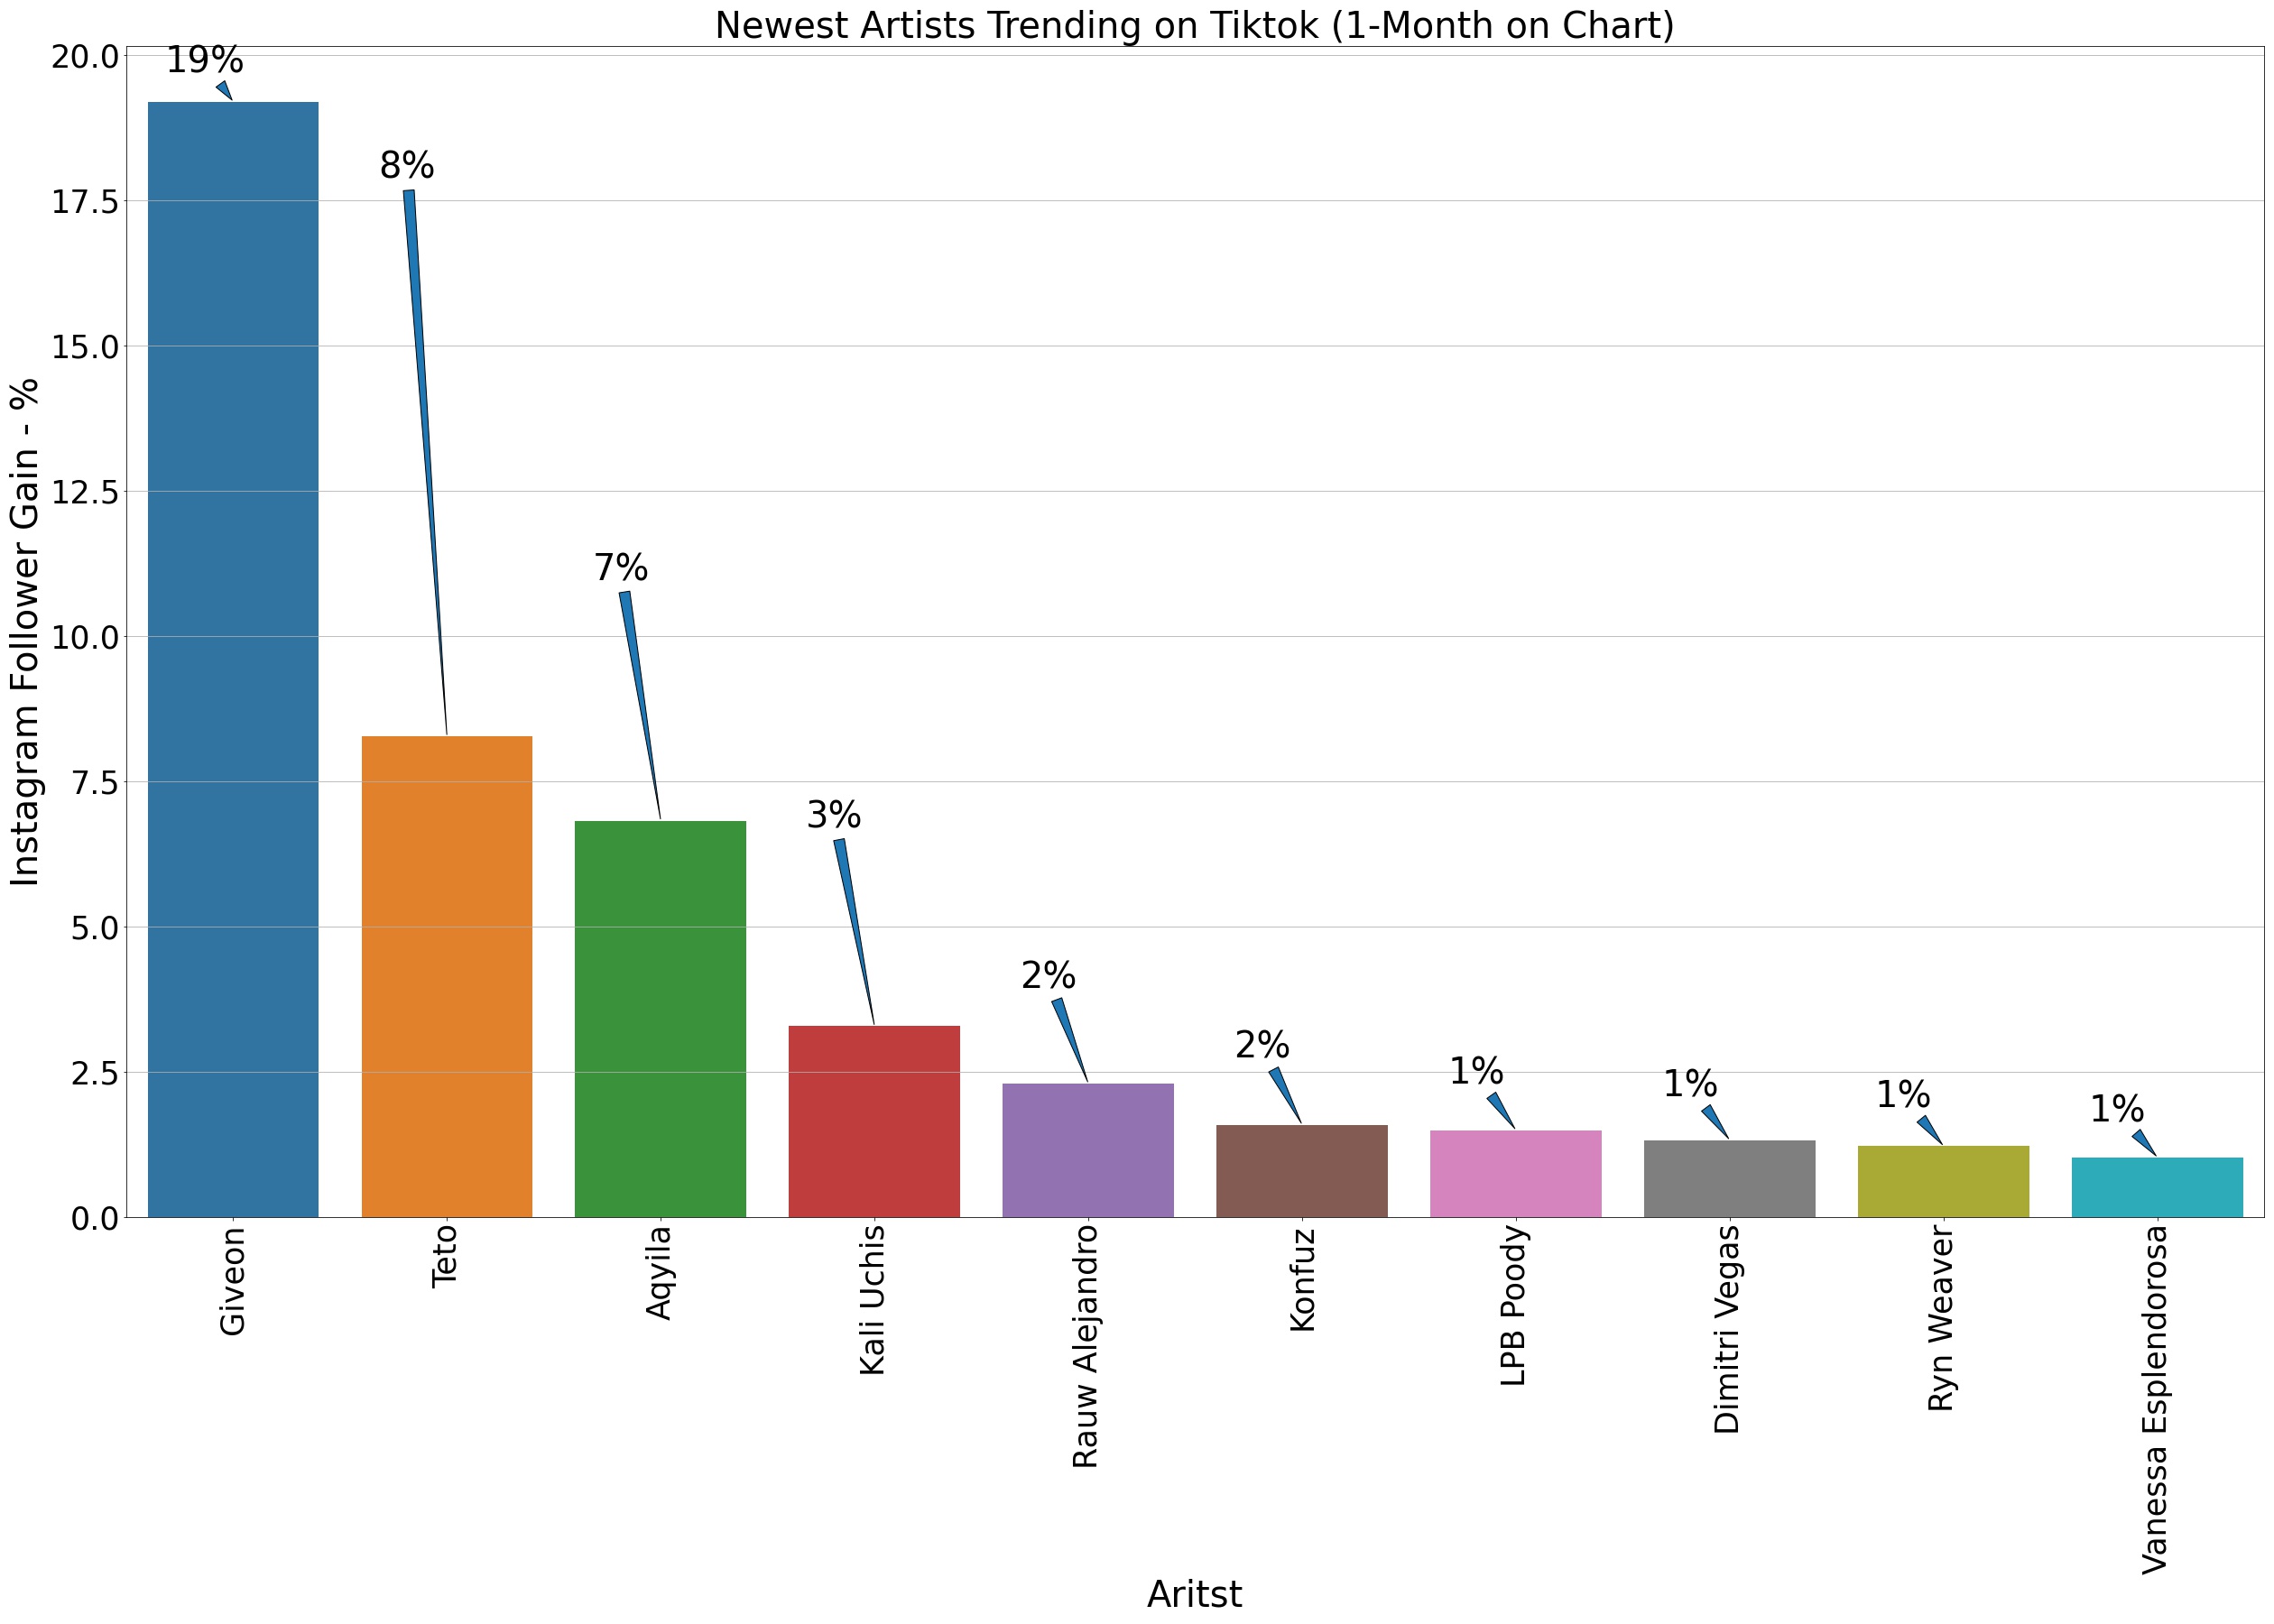 Newest Artists Trending on Tiktok (1-Month on Chart)
Instagram Follower Gain - %
20.0
17.5
15.0
12.5
10.0
7.5
5.0
2.5
0.0
19%
8%
7%
3%
2%
2%
1%
1%
1%
1%
Giveon
Teto
Aqyila
Kali Uchis
Rauw Alejandro
Konfuz
LPB Poody
Dimitri Vegas
Ryn Weaver
Vanessa Esplendorosa
Aritst